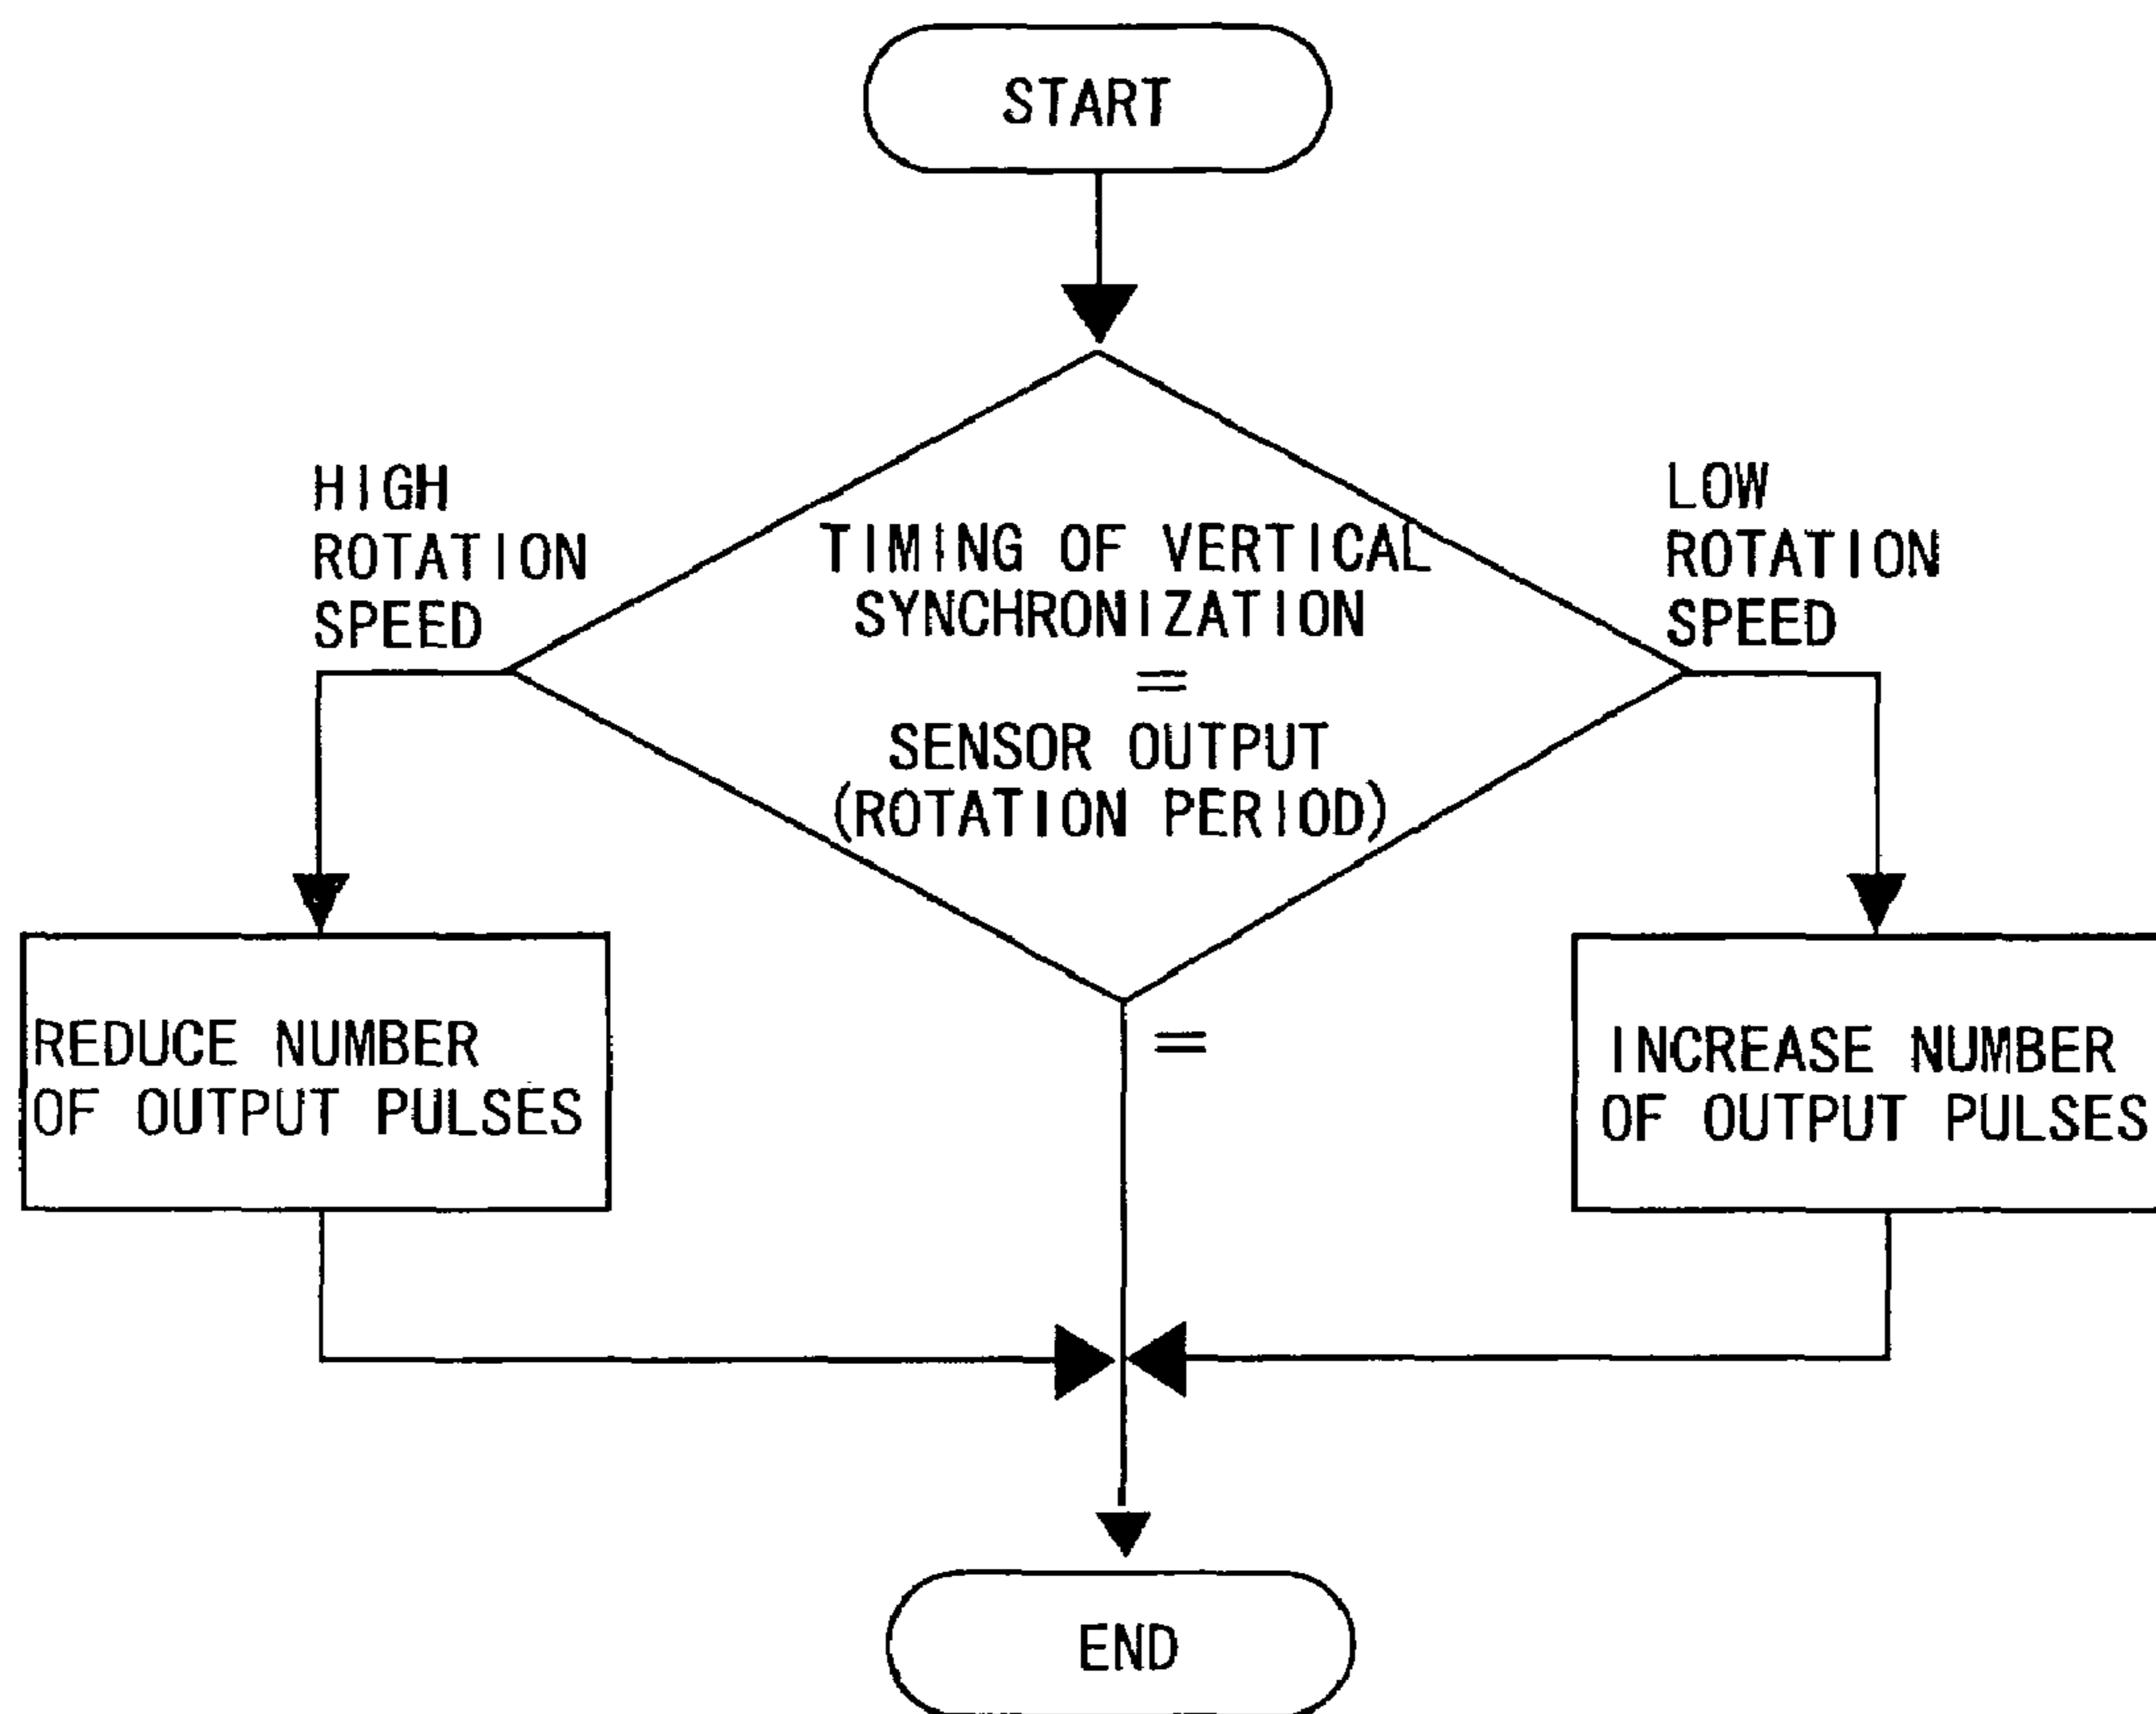 START
HIGH
ROTATION
SPEED
TIMING OF VERTICAL
SYNCHRONIZATION
=
SENSOR OUTPUT
(ROTATION PERIOD)
LOW
ROTATION
SPEED
REDUCE NUMBER
OF OUTPUT PULSES
=
INCREASE NUMBER
OF OUTPUT PULSES
END